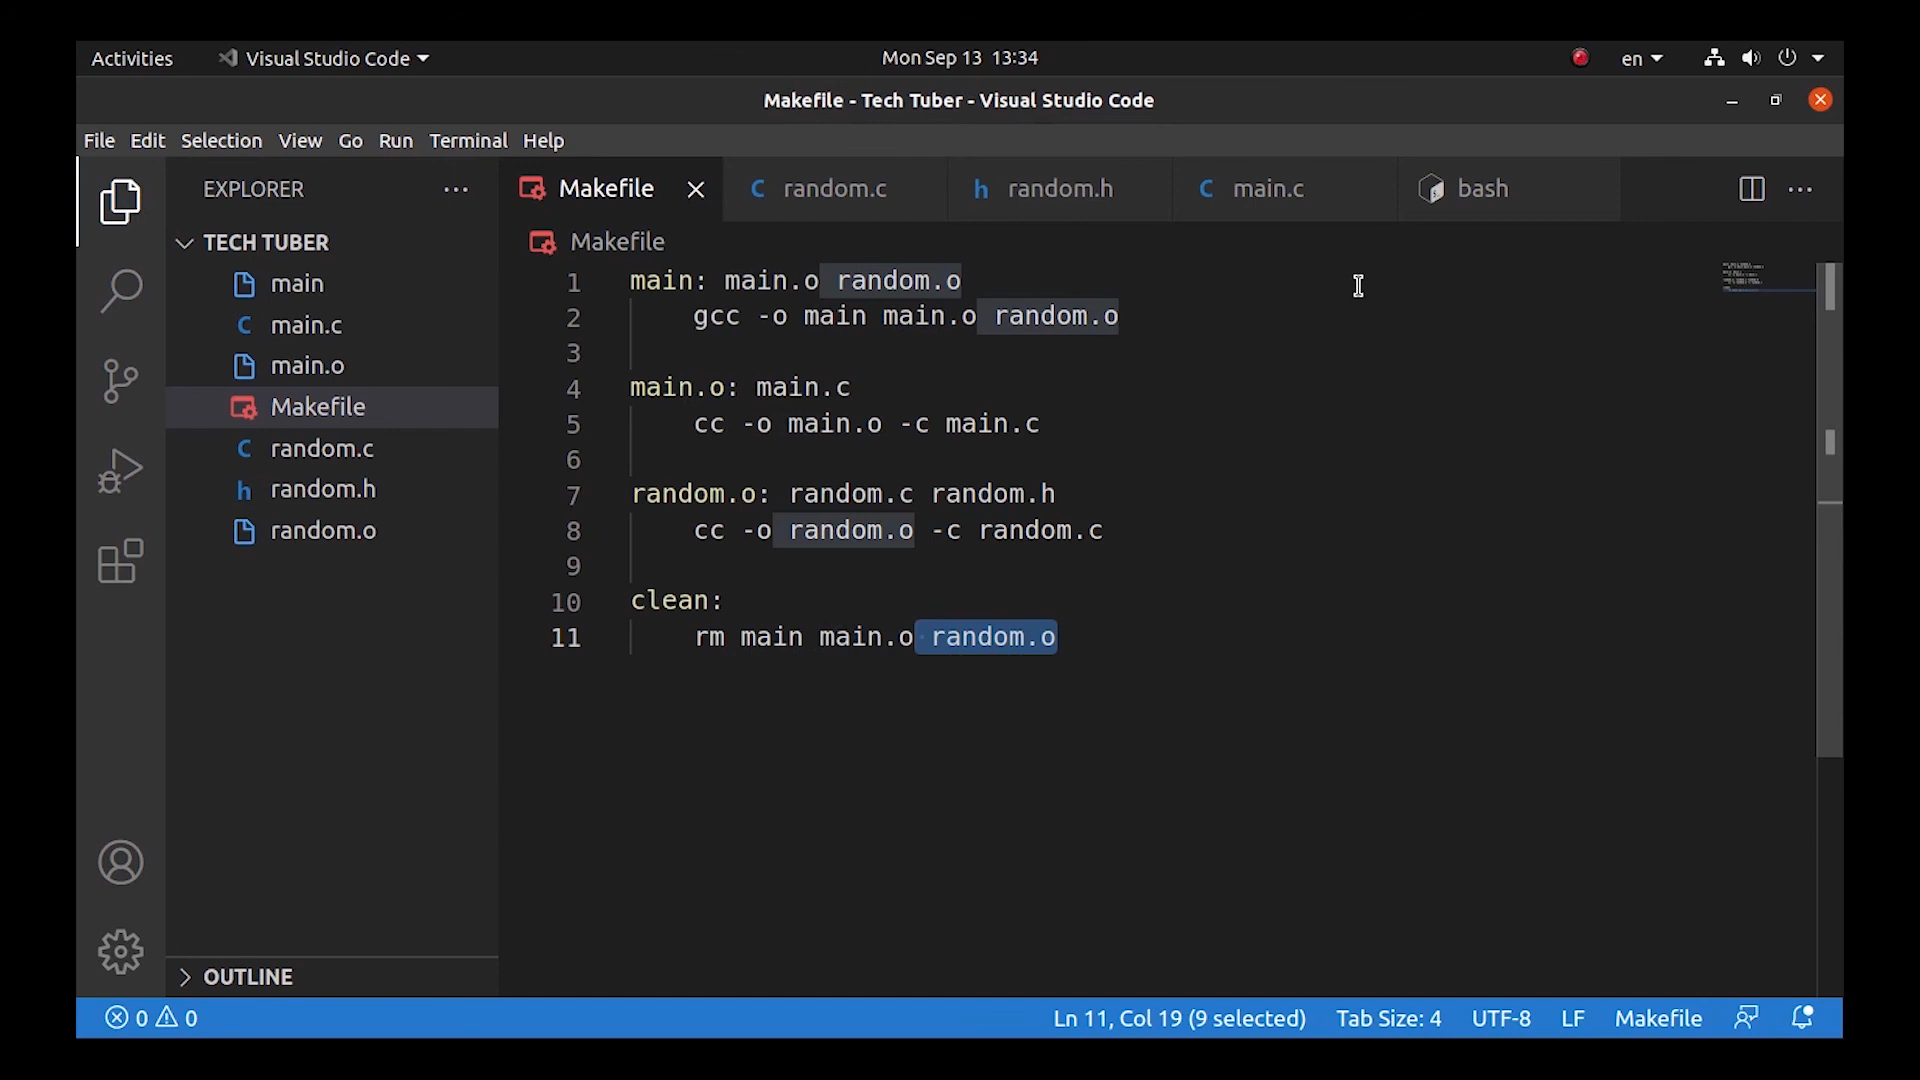 Activities Visual Studio Code Mon Sep 13 13:34 en
Makefile - Tech Tuber - Visual Studio Code
File Edit Selection View Go Run Terminal Help
EXPLORER ··· Makefile C random.c h random.h C main.c bash ···
TECH TUBER
main
C main.c
main.o
Makefile
C random.c
h random.h
random.o
OUTLINE
Makefile
1 main: main.o random.o
2 gcc -o main main.o random.o
3
4 main.o: main.c
5 cc -o main.o -c main.c
6
7 random.o: random.c random.h
8 cc -o random.o -c random.c
9
10 clean:
11 rm main main.o random.o
0 0 Ln 11, Col 19 (9 selected) Tab Size: 4 UTF-8 LF Makefile